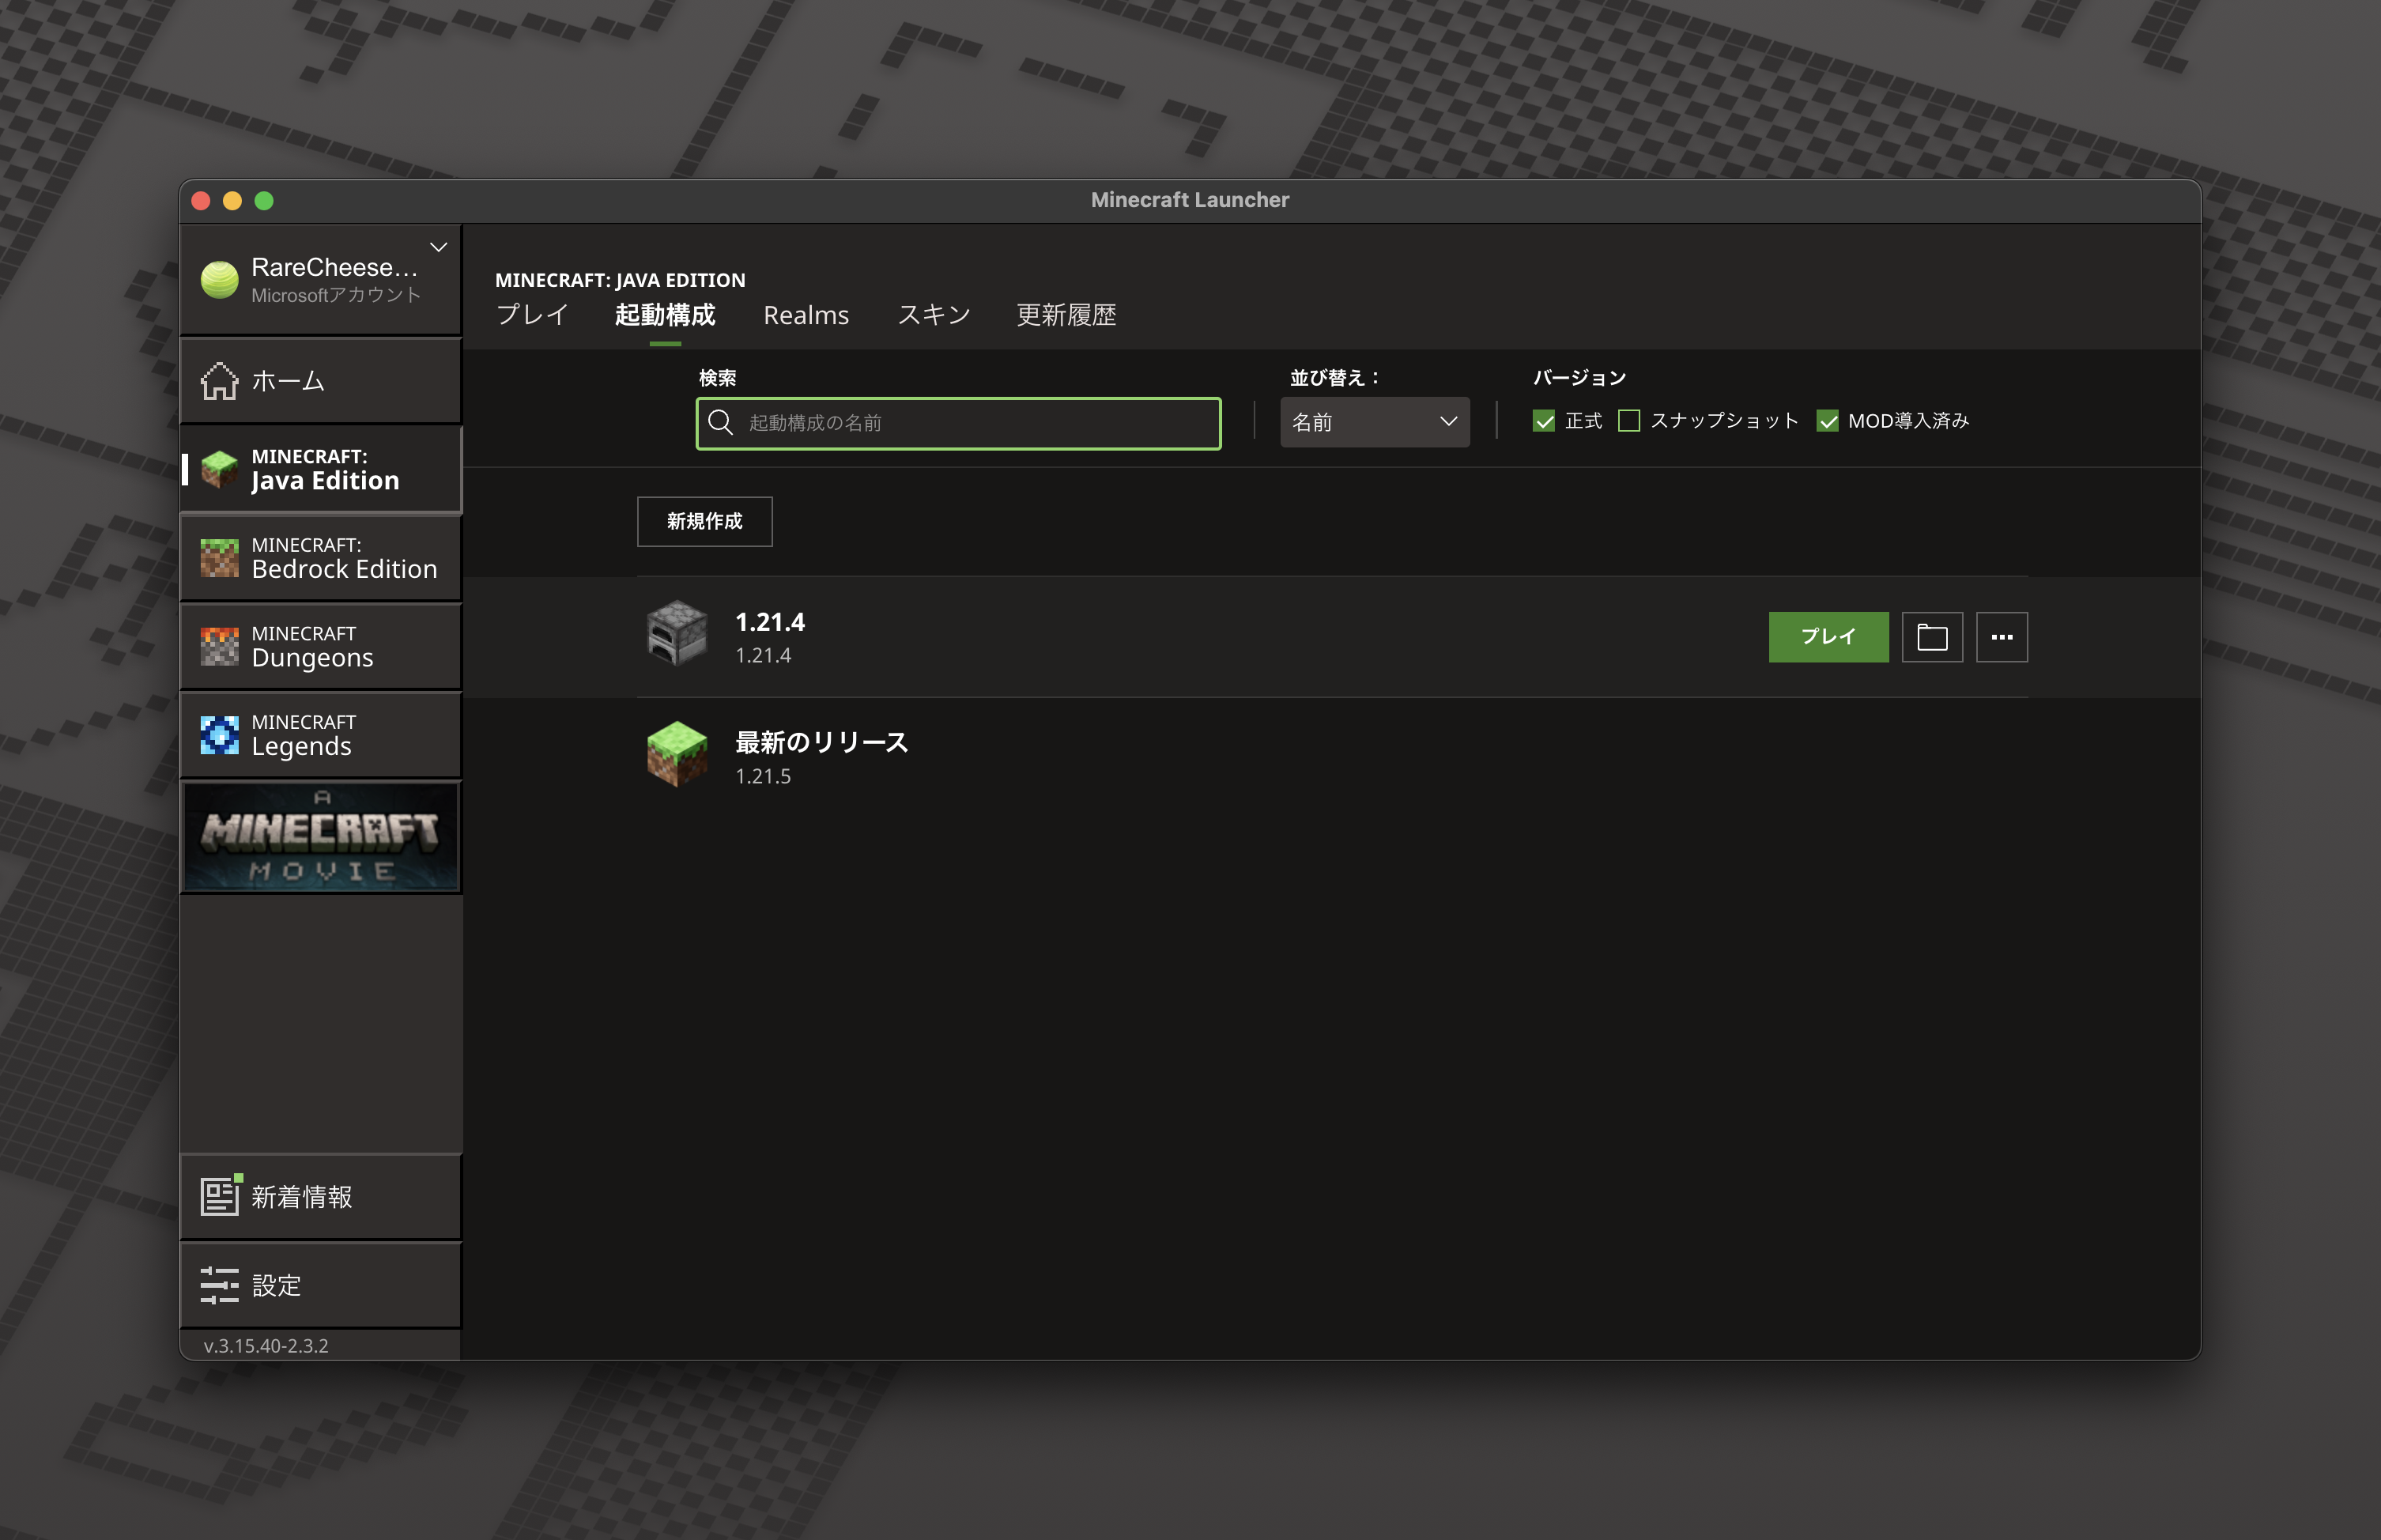 Minecraft Launcher
RareCheese...
Microsoftアカウント
ホーム
MINECRAFT:
Java Edition
MINECRAFT:
Bedrock Edition
MINECRAFT
Dungeons
MINECRAFT
Legends
A
MINECRAFT
MOVIE
新着情報
設定
v.3.15.40-2.3.2
MINECRAFT: JAVA EDITION
プレイ 起動構成 Realms スキン 更新履歴
検索
起動構成の名前
並び替え：
名前
バージョン
正式 スナップショット MOD導入済み
新規作成
1.21.4
1.21.4
プレイ
最新のリリース
1.21.5